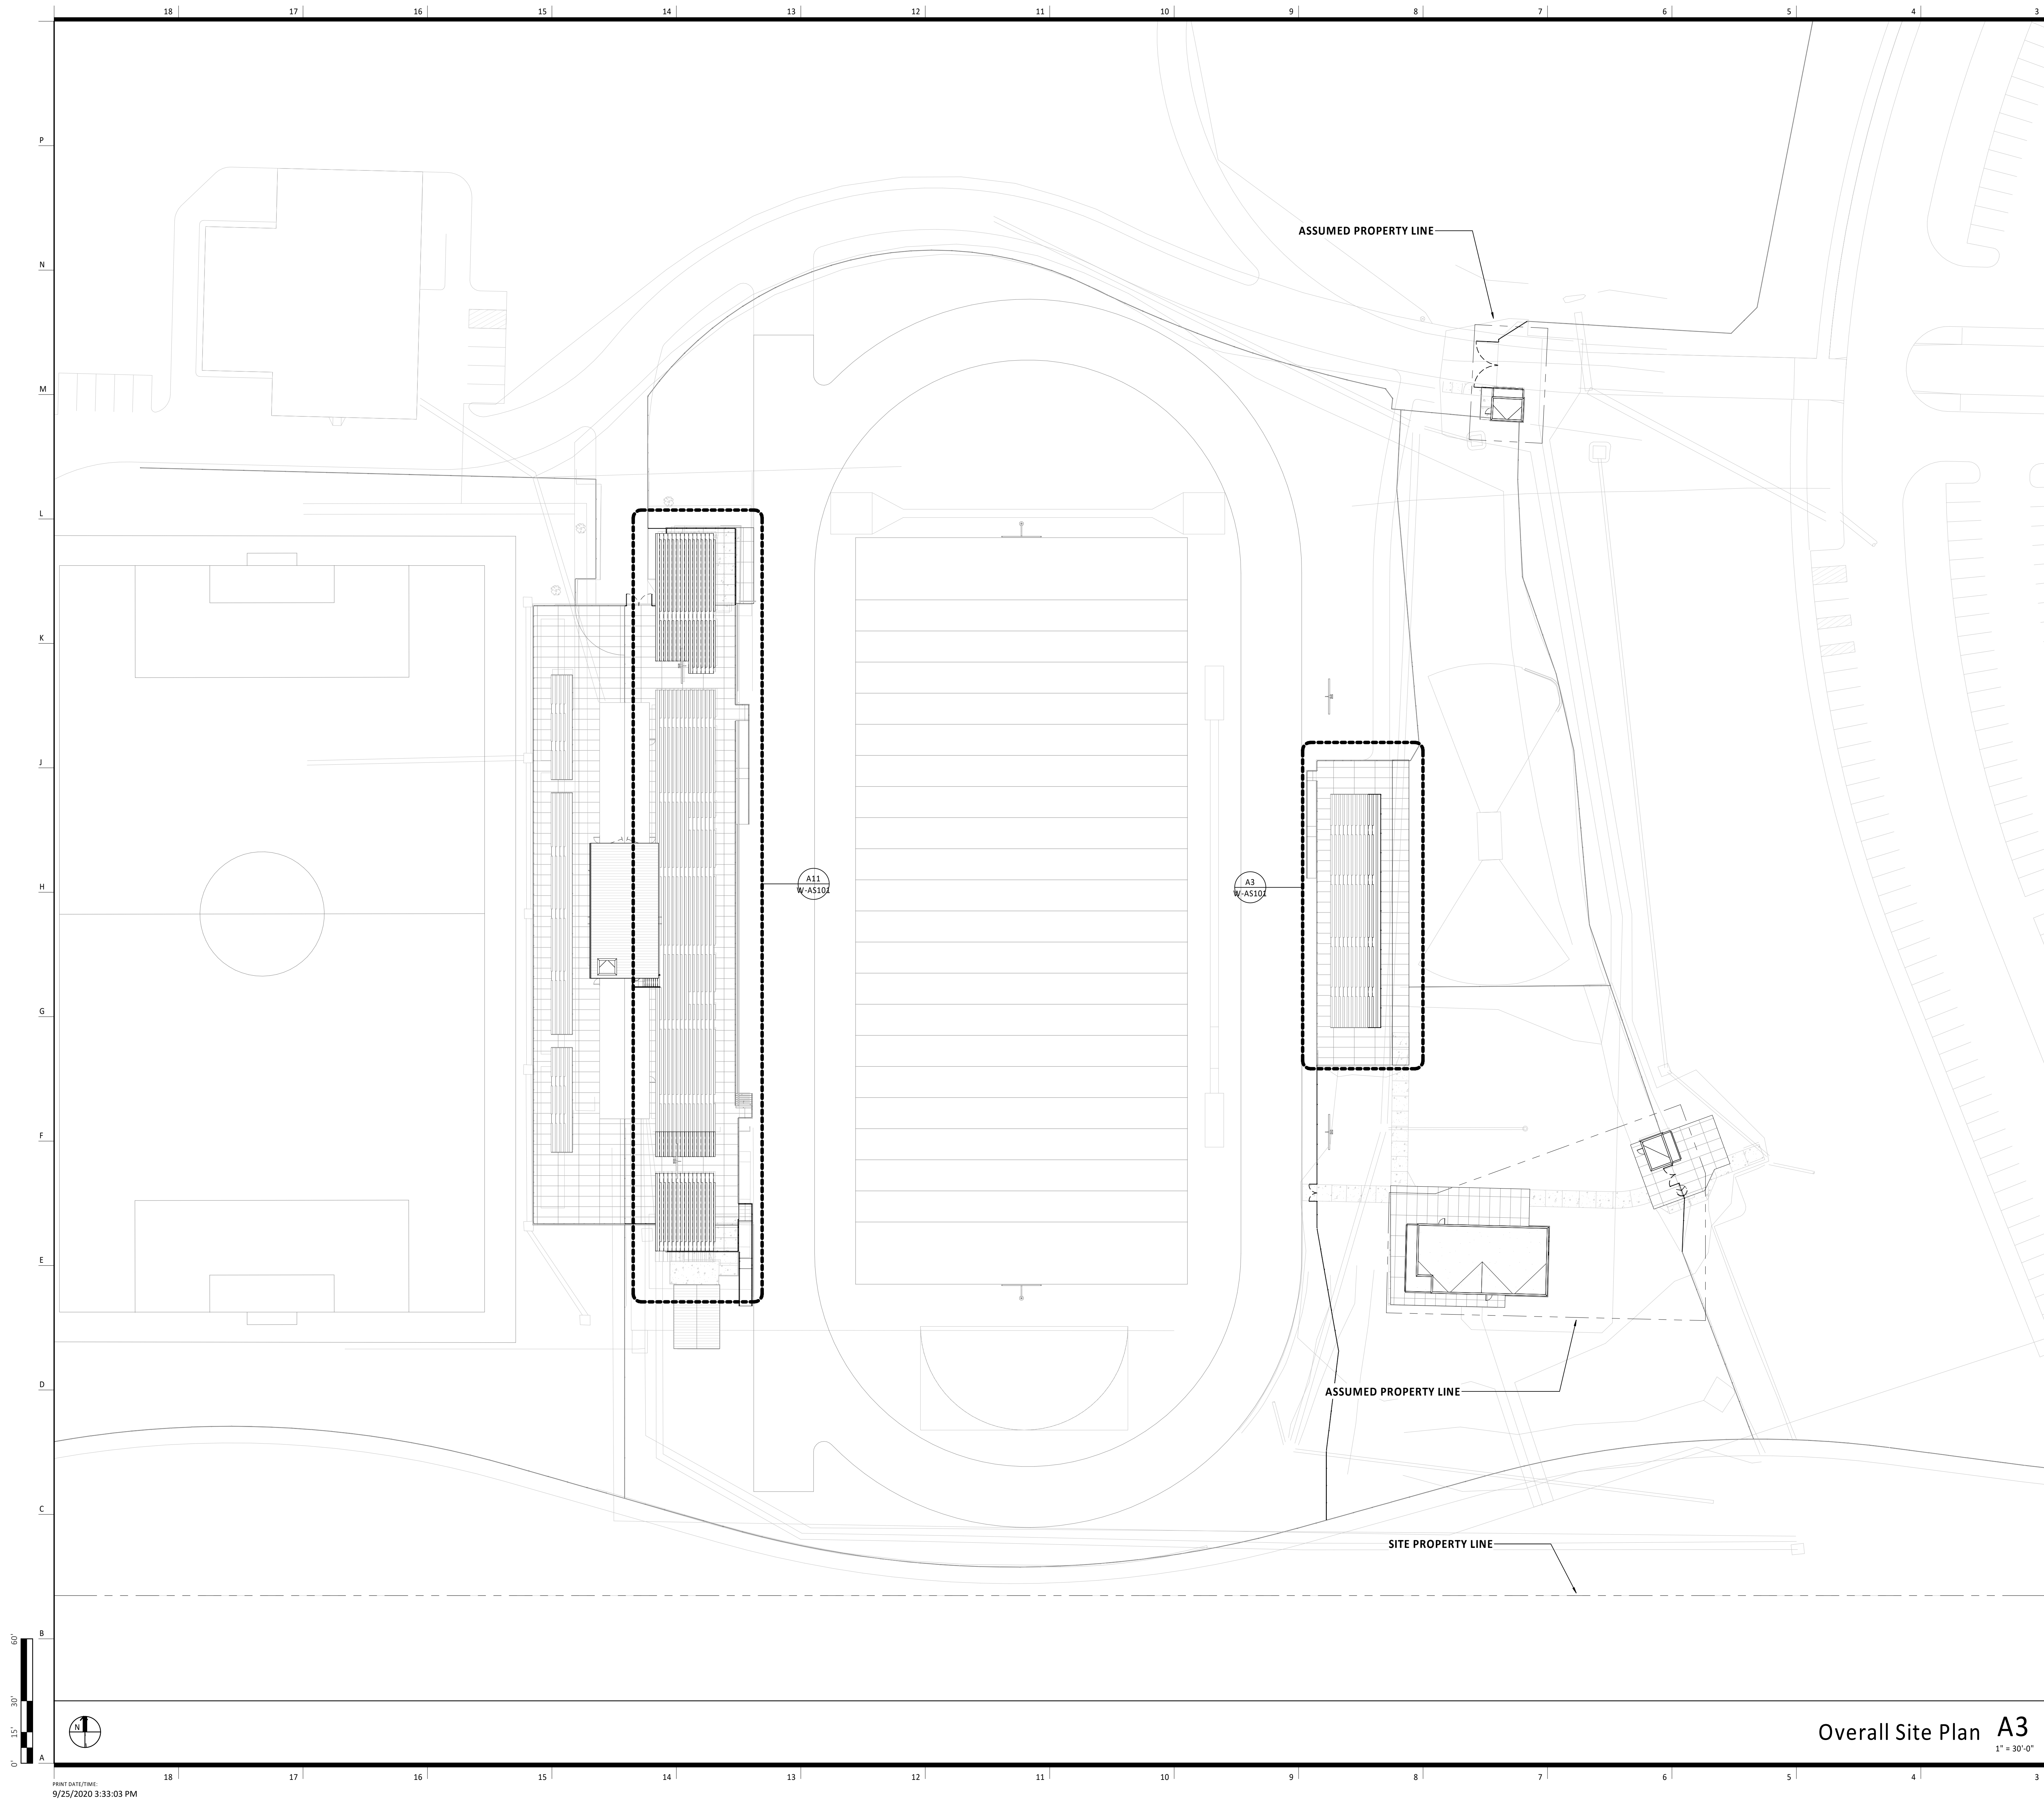 18 17 16 15 14 13 12 11 10 9 8 7 6 5 4 3
P
ASSUMED PROPERTY LINE
N
M
L
K
J
A11
W-AS101
A3
W-AS101
H
G
F
E
ASSUMED PROPERTY LINE
D
C
SITE PROPERTY LINE
B
60'
30'
15'
0'
N
Overall Site Plan A3
1" = 30'-0"
A
18 17 16 15 14 13 12 11 10 9 8 7 6 5 4 3
PRINT DATE/TIME:
9/25/2020 3:33:03 PM